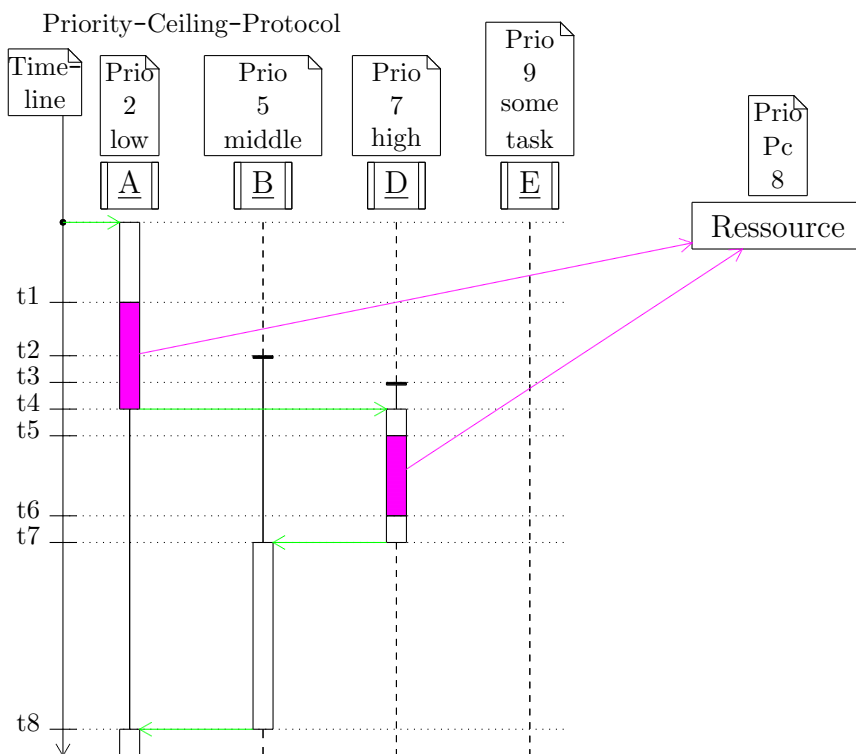 Priority-Ceiling-Protocol
Time-
line
Prio
2
low
Prio
5
middle
Prio
7
high
Prio
9
some
task
Prio
Pc
8
A
B
D
E
Ressource
t1
t2
t3
t4
t5
t6
t7
t8